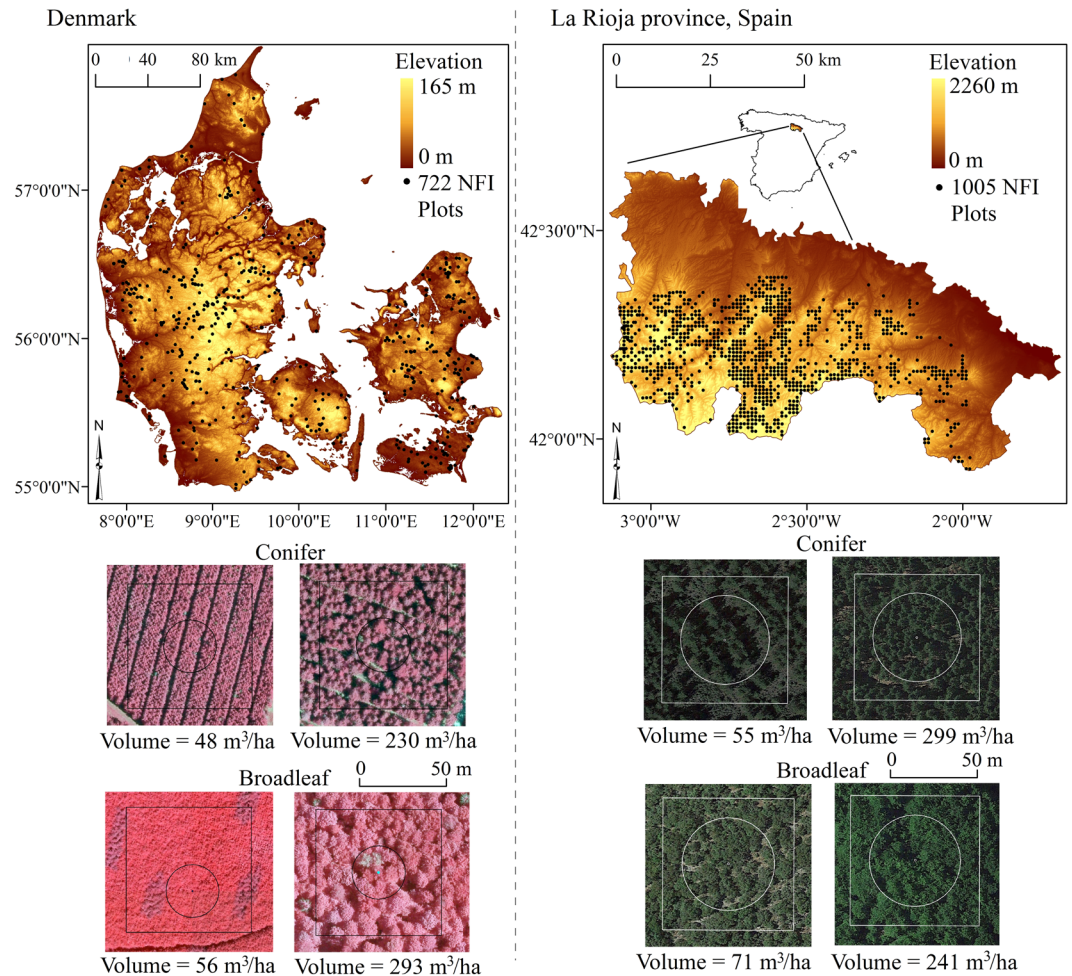 Denmark
0 40 80 km
Elevation
165 m
0 m
722 NFI
Plots
57°0'0"N
56°0'0"N
55°0'0"N
N
8°0'0"E 9°0'0"E 10°0'0"E 11°0'0"E 12°0'0"E
Conifer
Volume = 48 m³/ha Volume = 230 m³/ha
Broadleaf 0 50 m
Volume = 56 m³/ha Volume = 293 m³/ha
La Rioja province, Spain
0 25 50 km
Elevation
2260 m
0 m
1005 NFI
Plots
42°30'0"N
42°0'0"N
N
3°0'0"W 2°30'0"W 2°0'0"W
Conifer
Volume = 55 m³/ha Volume = 299 m³/ha
Broadleaf 0 50 m
Volume = 71 m³/ha Volume = 241 m³/ha